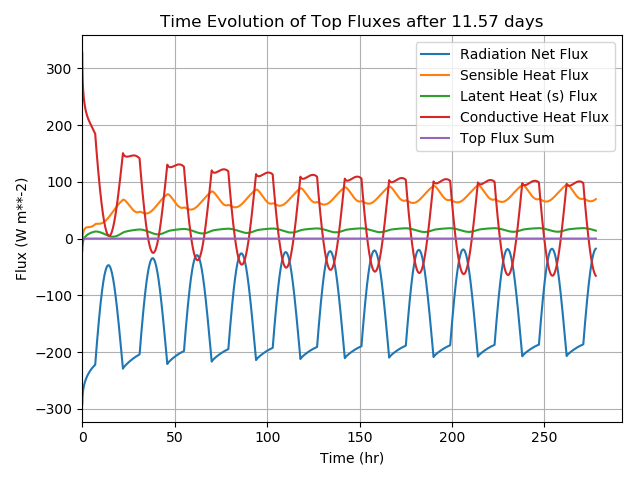 Time Evolution of Top Fluxes after 11.57 days
Flux (W m**-2)
300
200
100
0
−100
−200
−300
Radiation Net Flux
Sensible Heat Flux
Latent Heat (s) Flux
Conductive Heat Flux
Top Flux Sum
0 50 100 150 200 250
Time (hr)